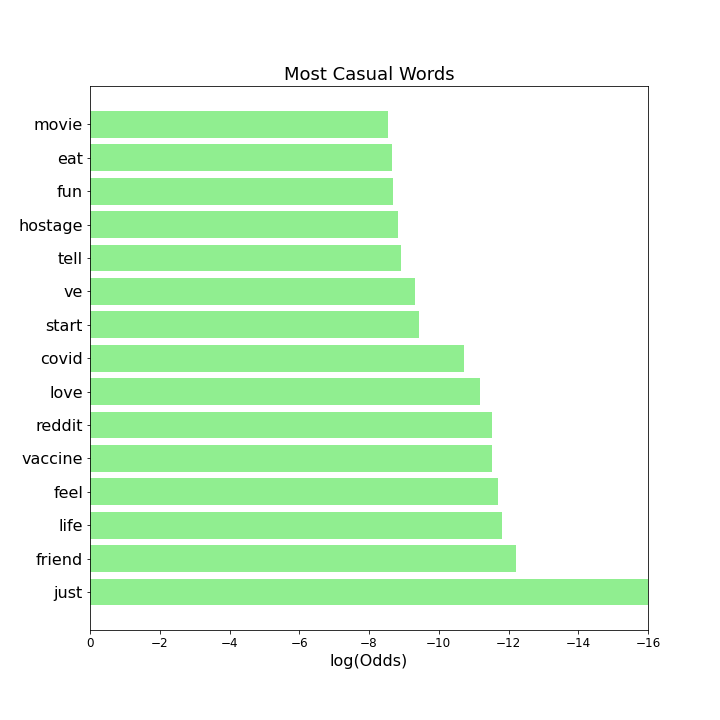 Most Casual Words
movie
eat
fun
hostage
tell
ve
start
covid
love
reddit
vaccine
feel
life
friend
just
0 −2 −4 −6 −8 −10 −12 −14 −16
log(Odds)